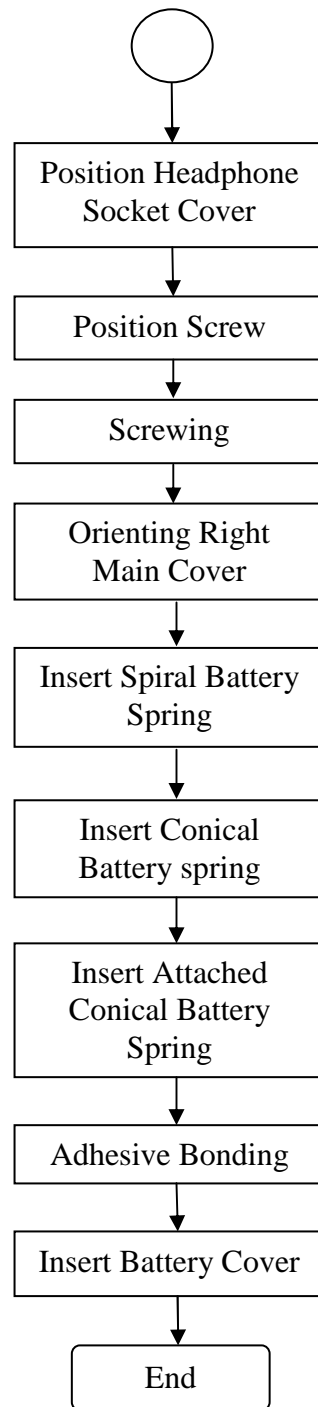 Position Headphone
Socket Cover
Position Screw
Screwing
Orienting Right
Main Cover
Insert Spiral Battery
Spring
Insert Conical
Battery spring
Insert Attached
Conical Battery
Spring
Adhesive Bonding
Insert Battery Cover
End